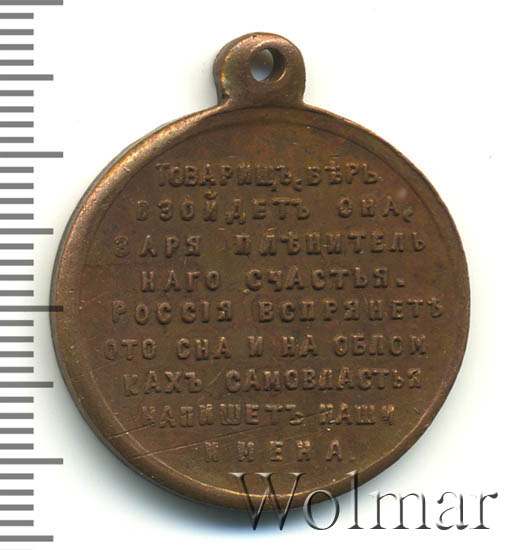 ТОВАРИЩЪ, ВѢРЬ
ВЗОЙДЕТЪ ОНА,
ЗАРЯ ПЛѢНИТЕЛЬ
НАГО СЧАСТЬЯ.
РОССІЯ ВСПРЯНЕТЪ
ОТО СНА И НА ОБЛОМ
КАХЪ САМОВЛАСТЬЯ
НАПИШЕТЪ НАШИ
ИМЕНА.
Wolmar